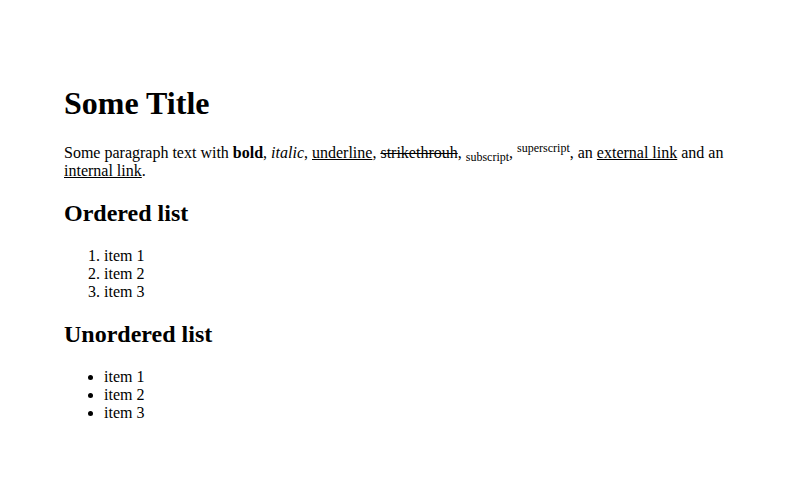 Some Title
Some paragraph text with bold, italic, underline, strikethrouh, subscript, superscript, an external link and an
internal link.
Ordered list
1. item 1
2. item 2
3. item 3
Unordered list
• item 1
• item 2
• item 3